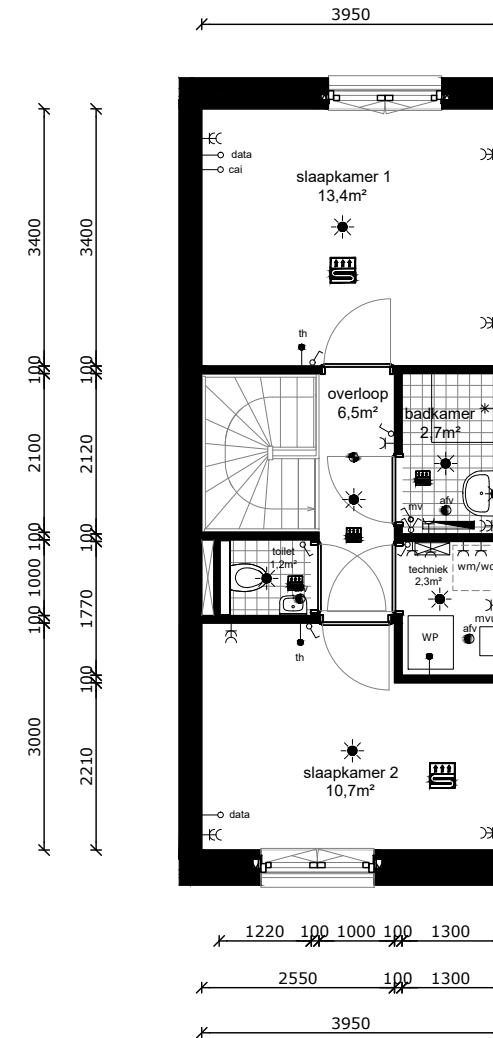 3950
3400
3400
data
cai
slaapkamer 1
13,4m²
th
100
100
overloop
6,5m²
badkamer
2,7m²
2100
2120
mv
afv
100
100
toilet
1,2m²
techniek
2,3m²
wm/wd
1000
1770
100
mvu
afv
WP
th
100
3000
2210
slaapkamer 2
10,7m²
data
1220
100
1000
100
1300
2550
100
1300
3950